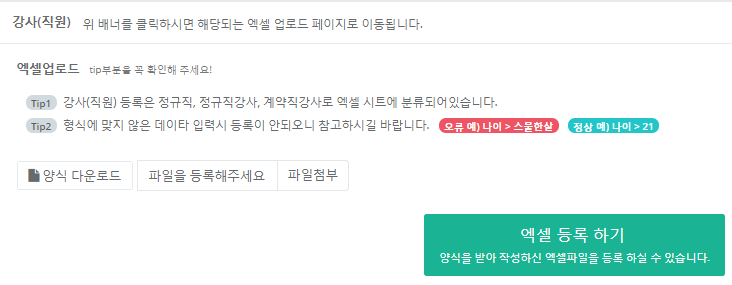 강사(직원) 위 배너를 클릭하시면 해당되는 엑셀 업로드 페이지로 이동됩니다.
엑셀업로드 tip부분을 꼭 확인해 주세요!
Tip1 강사(직원) 등록은 정규직, 정규직강사, 계약직강사로 엑셀 시트에 분류되어있습니다.
Tip2 형식에 맞지 않은 데이타 입력시 등록이 안되오니 참고하시길 바랍니다. 오류 예) 나이 > 스물한살 정상 예) 나이 > 21
양식 다운로드 파일을 등록해주세요 파일첨부
엑셀 등록 하기
양식을 받아 작성하신 엑셀파일을 등록 하실 수 있습니다.